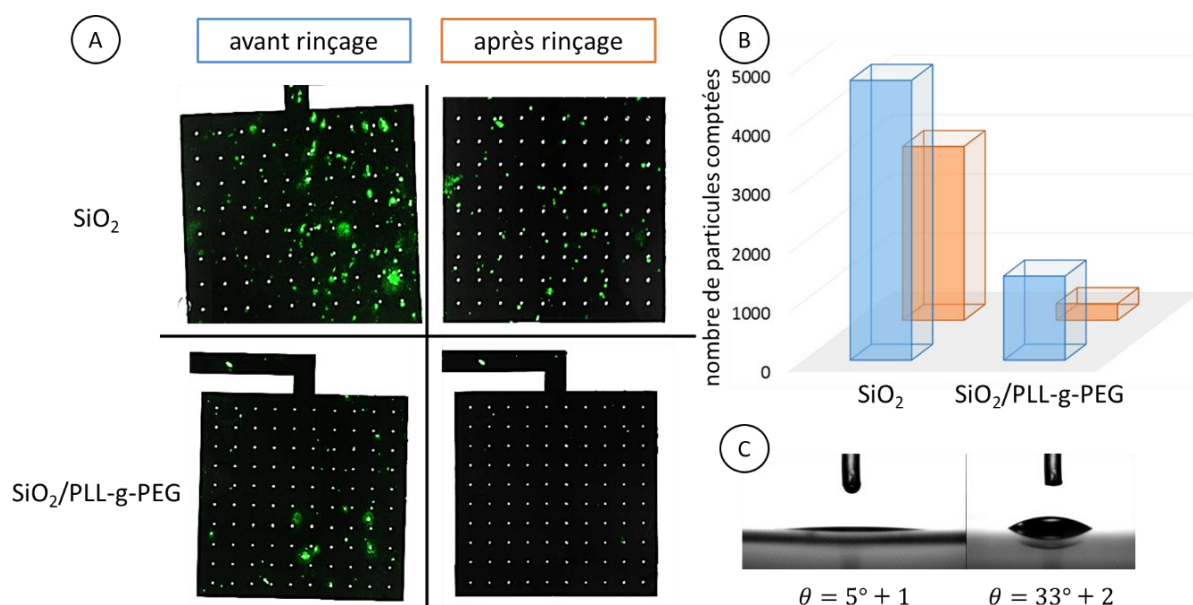 A
avant rinçage
après rinçage
SiO₂
SiO₂/PLL-g-PEG
B
nombre de particules comptées
5000
4000
3000
2000
1000
0
SiO₂
SiO₂/PLL-g-PEG
C
θ = 5° + 1
θ = 33° + 2